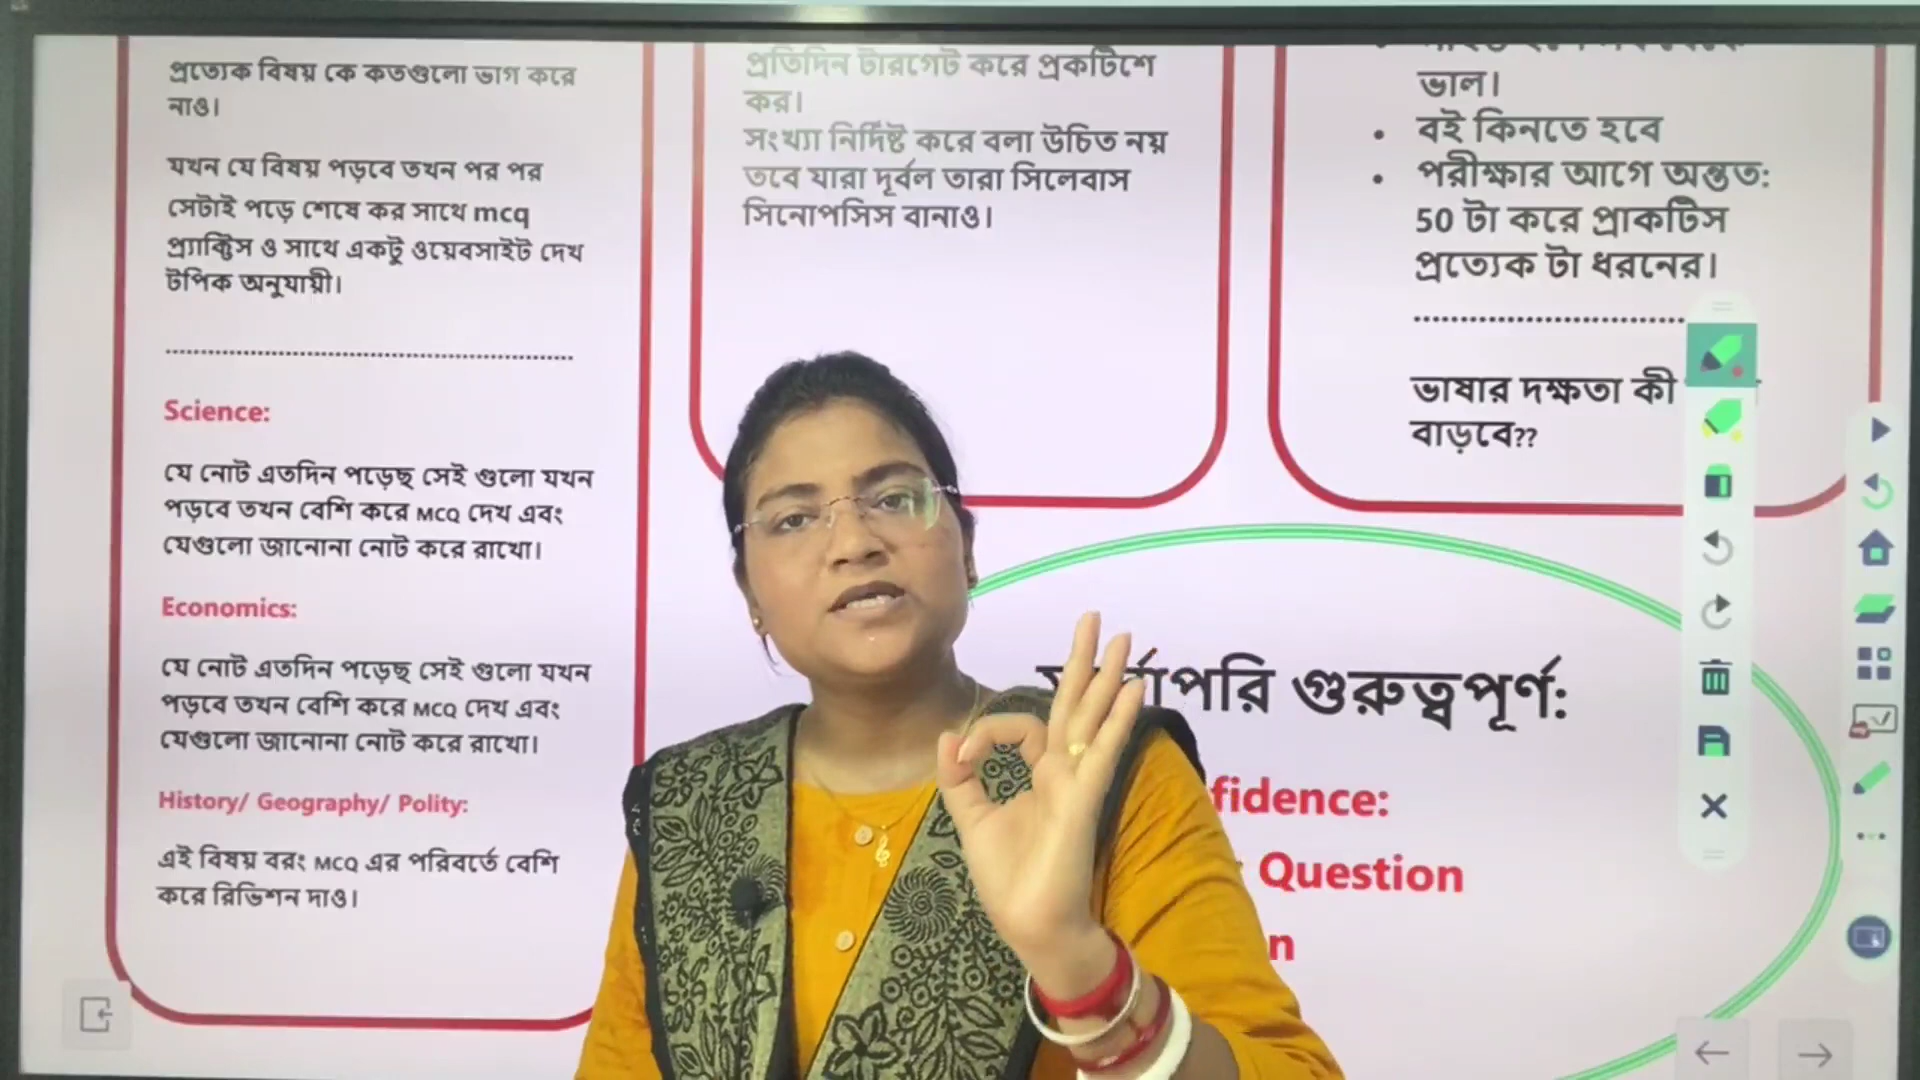 প্রত্যেক বিষয় কে কতগুলো ভাগ করে
নাও।
যখন যে বিষয় পড়বে তখন পর পর
সেটাই পড়ে শেষে কর সাথে mcq
প্র্যাক্টিস ও সাথে একটু ওয়েবসাইট দেখ
টপিক অনুযায়ী।
Science:
যে নোট এতদিন পড়েছ সেই গুলো যখন
পড়বে তখন বেশি করে MCQ দেখ এবং
যেগুলো জানোনা নোট করে রাখো।
Economics:
যে নোট এতদিন পড়েছ সেই গুলো যখন
পড়বে তখন বেশি করে MCQ দেখ এবং
যেগুলো জানোনা নোট করে রাখো।
History/ Geography/ Polity:
এই বিষয় বরং MCQ এর পরিবর্তে বেশি
করে রিভিশন দাও।
প্রতিদিন টারগেট করে প্রকটিশে
কর।
সংখ্যা নির্দিষ্ট করে বলা উচিত নয়
তবে যারা দূর্বল তারা সিলেবাস
সিনোপসিস বানাও।
ভাল।
• বই কিনতে হবে
• পরীক্ষার আগে অন্তত:
50 টা করে প্রাকটিস
প্রত্যেক টা ধরনের।
ভাষার দক্ষতা কী
বাড়বে??
গুরুত্বপূর্ণ:
Question